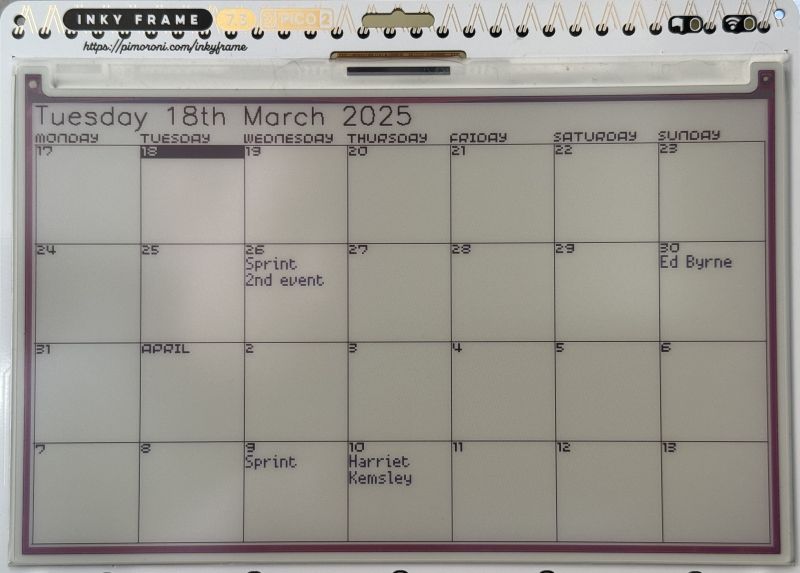 INKY FRAME 7.3 PICO 2
https://pimoroni.com/inkyframe
Tuesday 18th March 2025
MONDAY TUESDAY WEDNESDAY THURSDAY FRIDAY SATURDAY SUNDAY
17 18 19 20 21 22 23
24 25 26 27 28 29 30
Sprint Ed Byrne
2nd event
31 APRIL 2 3 4 5 6
7 8 9 10 11 12 13
Sprint Harriet
Kemsley